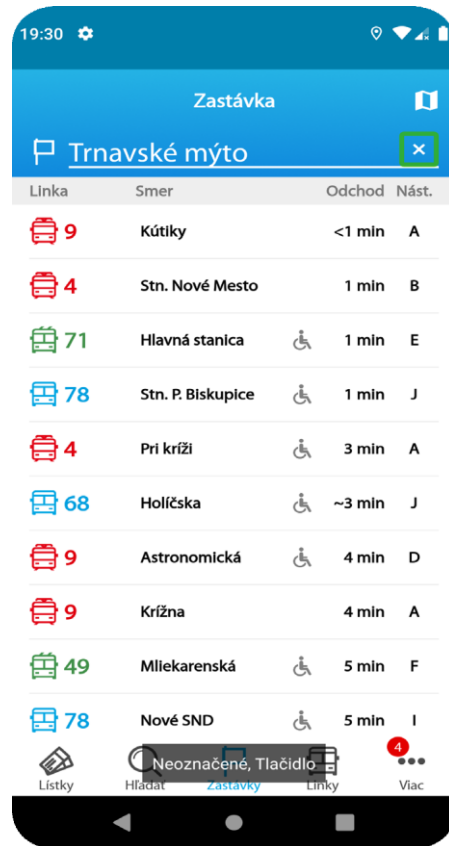 19:30
Zastávka
Trnavské mýto
Linka Smer Odchod Nást.
9 Kútiky <1 min A
4 Stn. Nové Mesto 1 min B
71 Hlavná stanica 1 min E
78 Stn. P. Biskupice 1 min J
4 Pri kríži 3 min A
68 Holíčska ~3 min J
9 Astronomická 4 min D
9 Krížna 4 min A
49 Mliekarenská 5 min F
78 Nové SND 5 min I
Neoznačené, Tlačidlo
4
Lístky Hľadať Zastávky Linky Viac